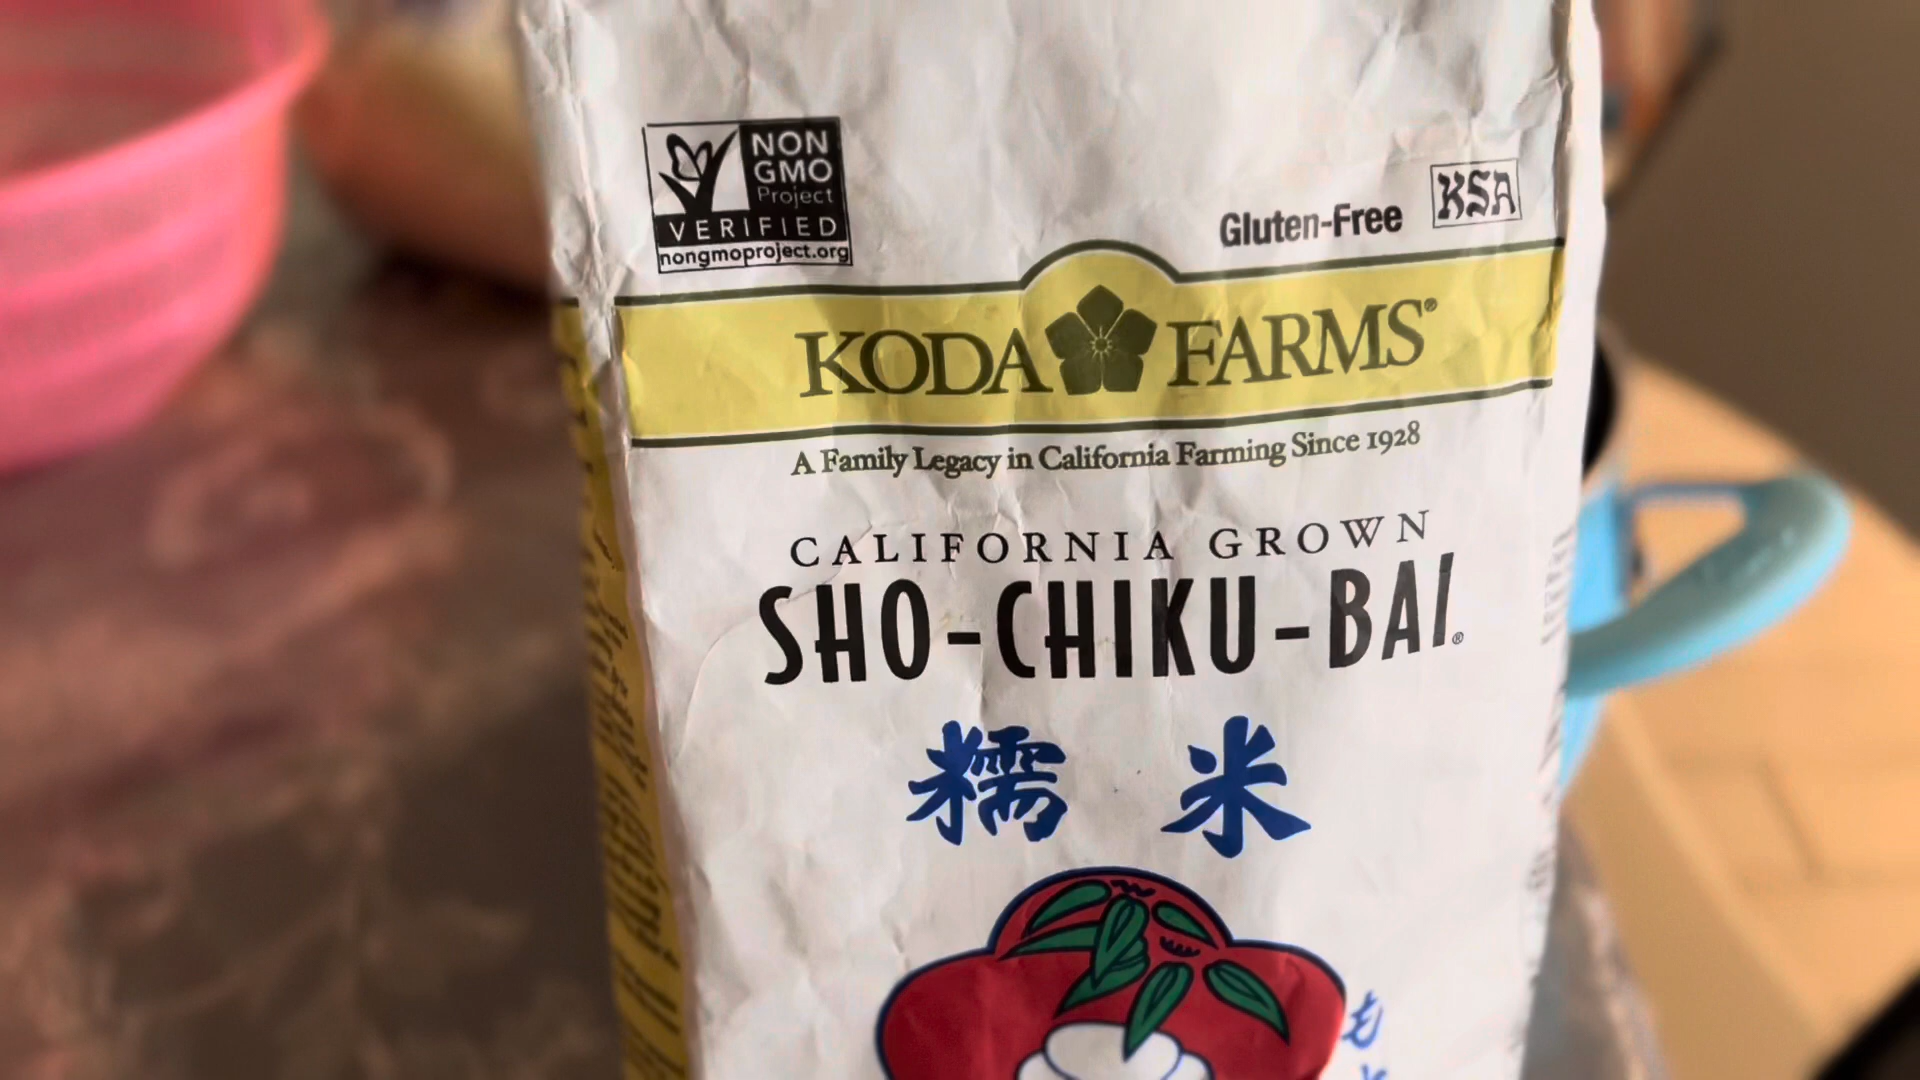 NON
GMO
Project
VERIFIED
nongmoproject.org
Gluten-Free
KSA
KODA FARMS®
A Family Legacy in California Farming Since 1928
CALIFORNIA GROWN
SHO-CHIKU-BAI®
糯米
も